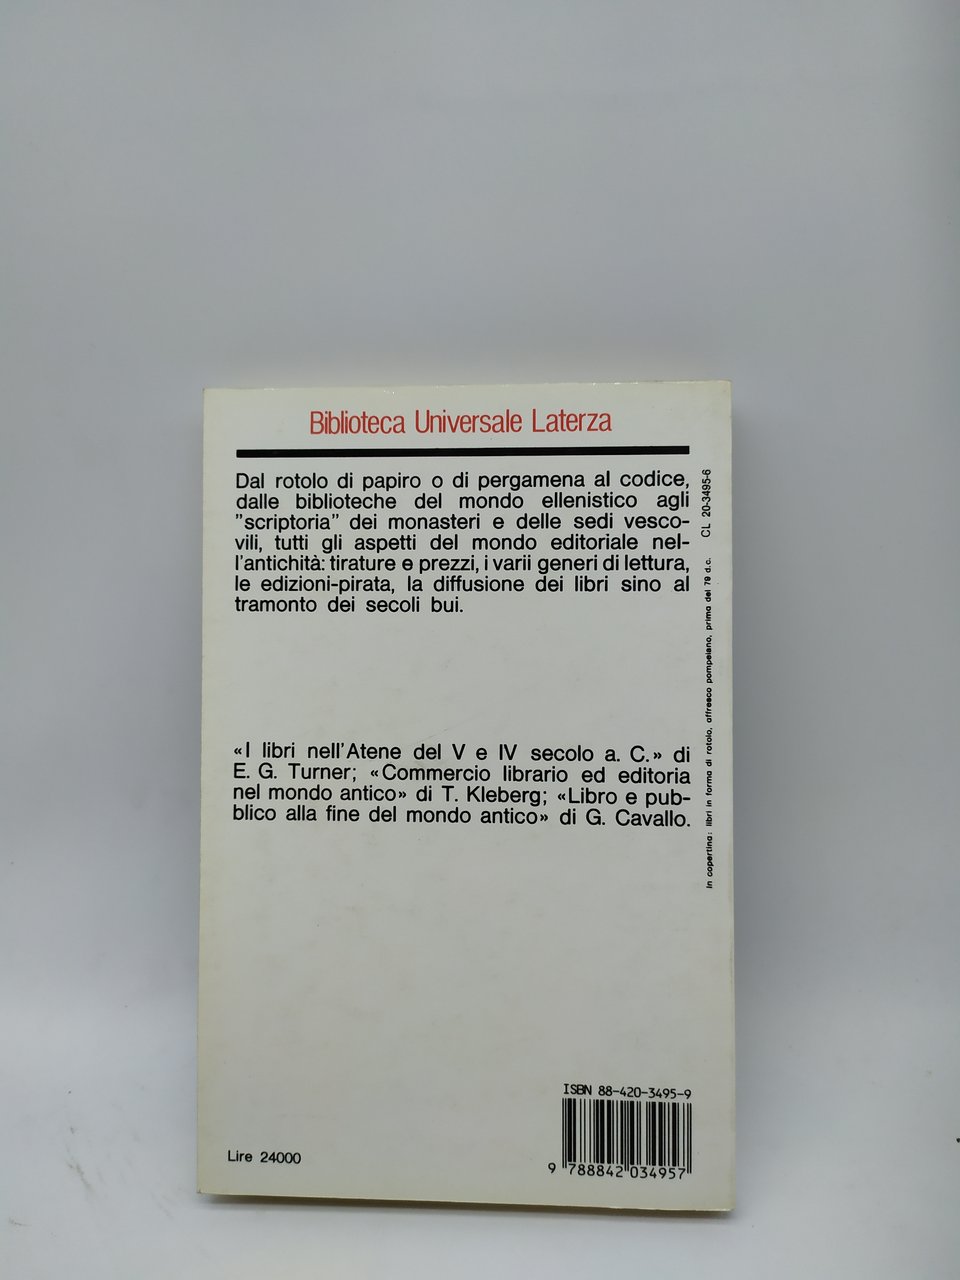 Biblioteca Universale Laterza
Dal rotolo di papiro o di pergamena al codice,
dalle biblioteche del mondo ellenistico agli
"scriptoria" dei monasteri e delle sedi vesco-
vili, tutti gli aspetti del mondo editoriale nel-
l'antichità: tirature e prezzi, i varii generi di lettura,
le edizioni-pirata, la diffusione dei libri sino al
tramonto dei secoli bui.
«I libri nell'Atene del V e IV secolo a. C.» di
E. G. Turner; «Commercio librario ed editoria
nel mondo antico» di T. Kleberg; «Libro e pub-
blico alla fine del mondo antico» di G. Cavallo.
In copertina: libri in forma di rotolo, affresco pompeiano, prima del 79 d.c.
CL 20-3495-6
ISBN 88-420-3495-9
9 788842 034957
Lire 24000